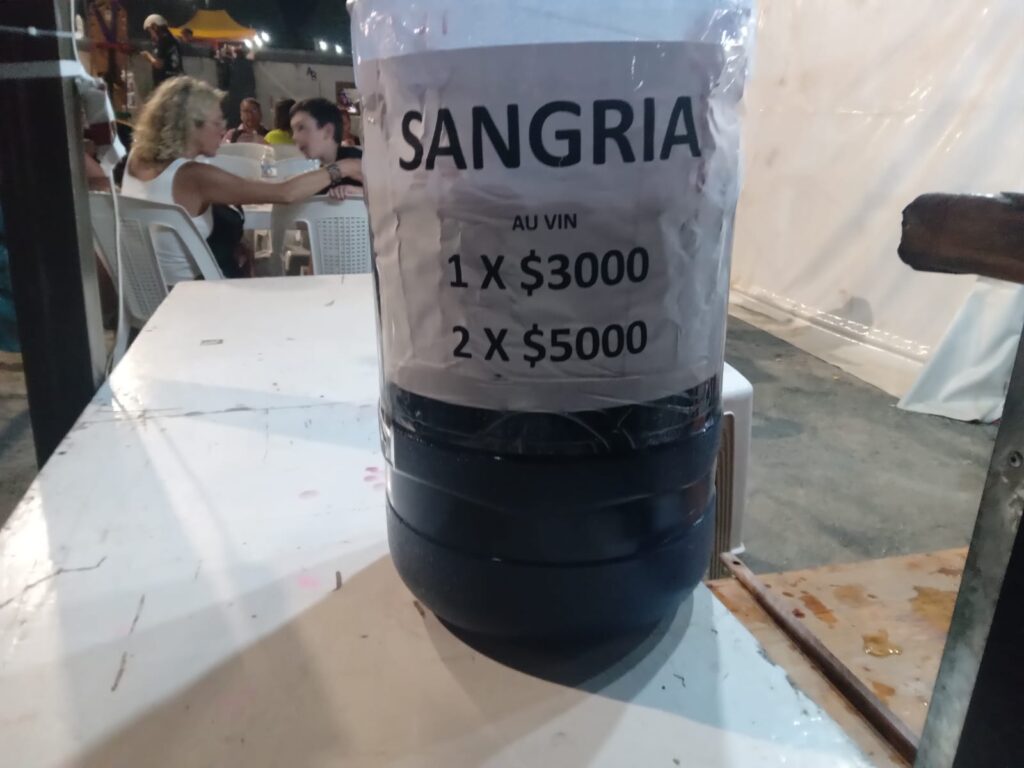 SANGRIA
AU VIN
1 X $3000
2 X $5000